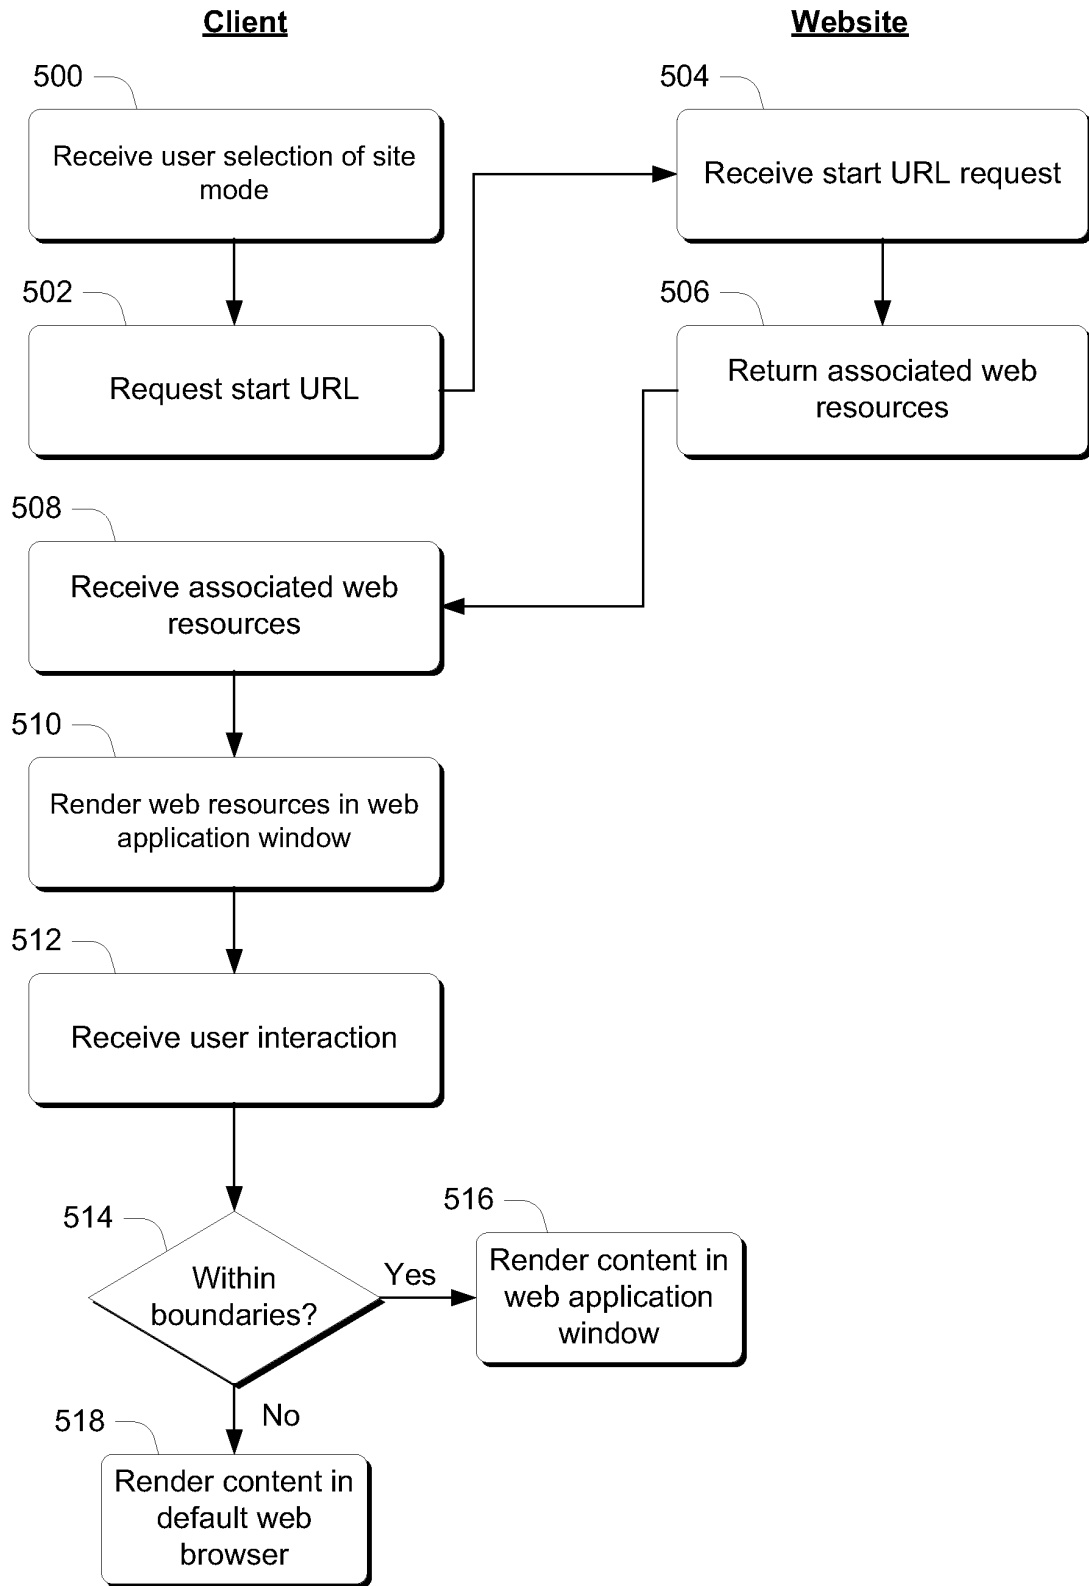 Client
Website
500
504
Receive user selection of site
mode
Receive start URL request
502
506
Request start URL
Return associated web
resources
508
Receive associated web
resources
510
Render web resources in web
application window
512
Receive user interaction
514
516
Within
boundaries?
Yes
Render content in
web application
window
No
518
Render content in
default web
browser